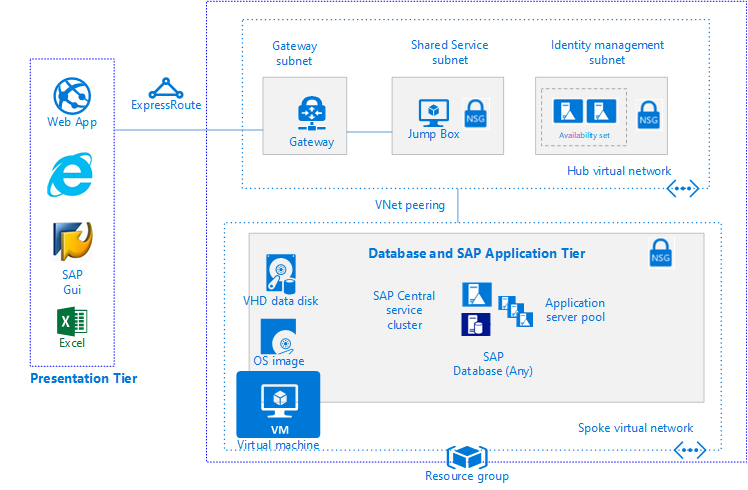 Gateway
subnet
Shared Service
subnet
Identity management
subnet
Web App
ExpressRoute
Gateway
Jump Box
NSG
Availability set
NSG
Hub virtual network
VNet peering
SAP
Gui
Excel
Presentation Tier
Database and SAP Application Tier
NSG
VHD data disk
SAP Central
service
cluster
Application
server pool
OS image
SAP
Database (Any)
VM
Virtual machine
Spoke virtual network
Resource group